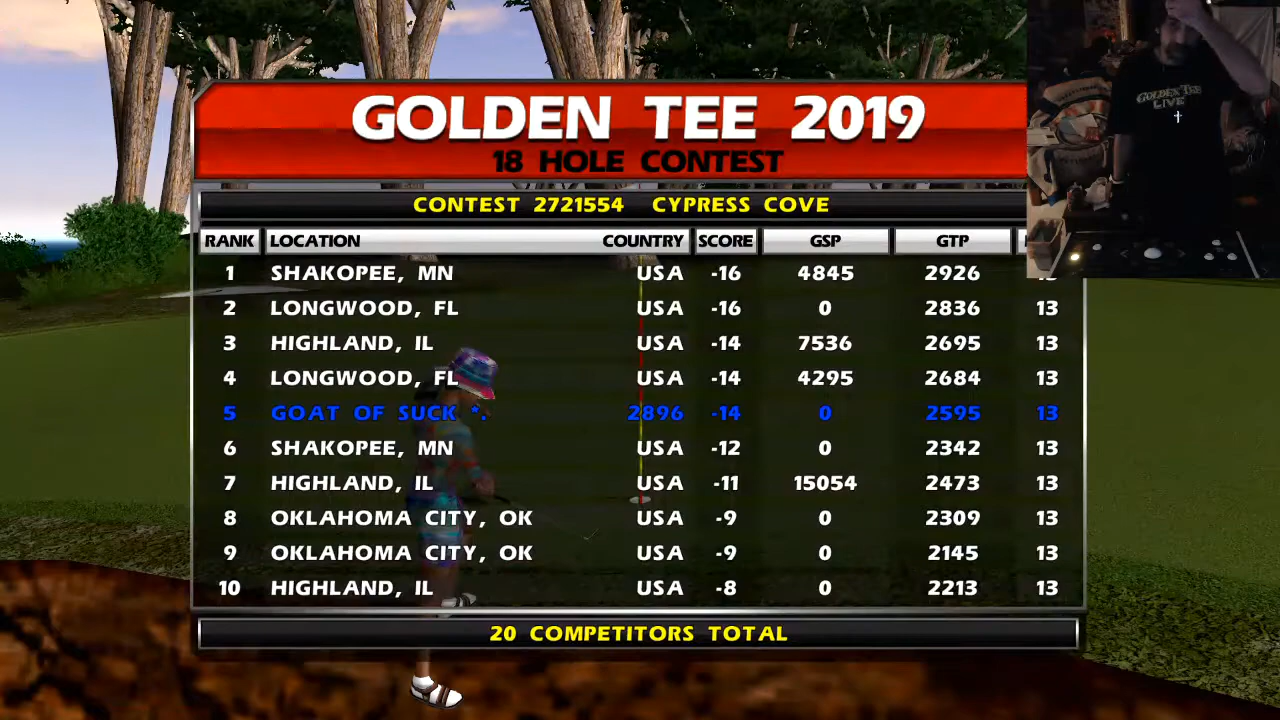 GOLDEN TEE 2019
18 HOLE CONTEST
CONTEST 2721554 CYPRESS COVE
RANK LOCATION COUNTRY SCORE GSP GTP
1 SHAKOPEE, MN USA -16 4845 2926
2 LONGWOOD, FL USA -16 0 2836 13
3 HIGHLAND, IL USA -14 7536 2695 13
4 LONGWOOD, FL USA -14 4295 2684 13
5 GOAT OF SUCK *. 2896 -14 0 2595 13
6 SHAKOPEE, MN USA -12 0 2342 13
7 HIGHLAND, IL USA -11 15054 2473 13
8 OKLAHOMA CITY, OK USA -9 0 2309 13
9 OKLAHOMA CITY, OK USA -9 0 2145 13
10 HIGHLAND, IL USA -8 0 2213 13
20 COMPETITORS TOTAL
GOLDEN TEE
LIVE